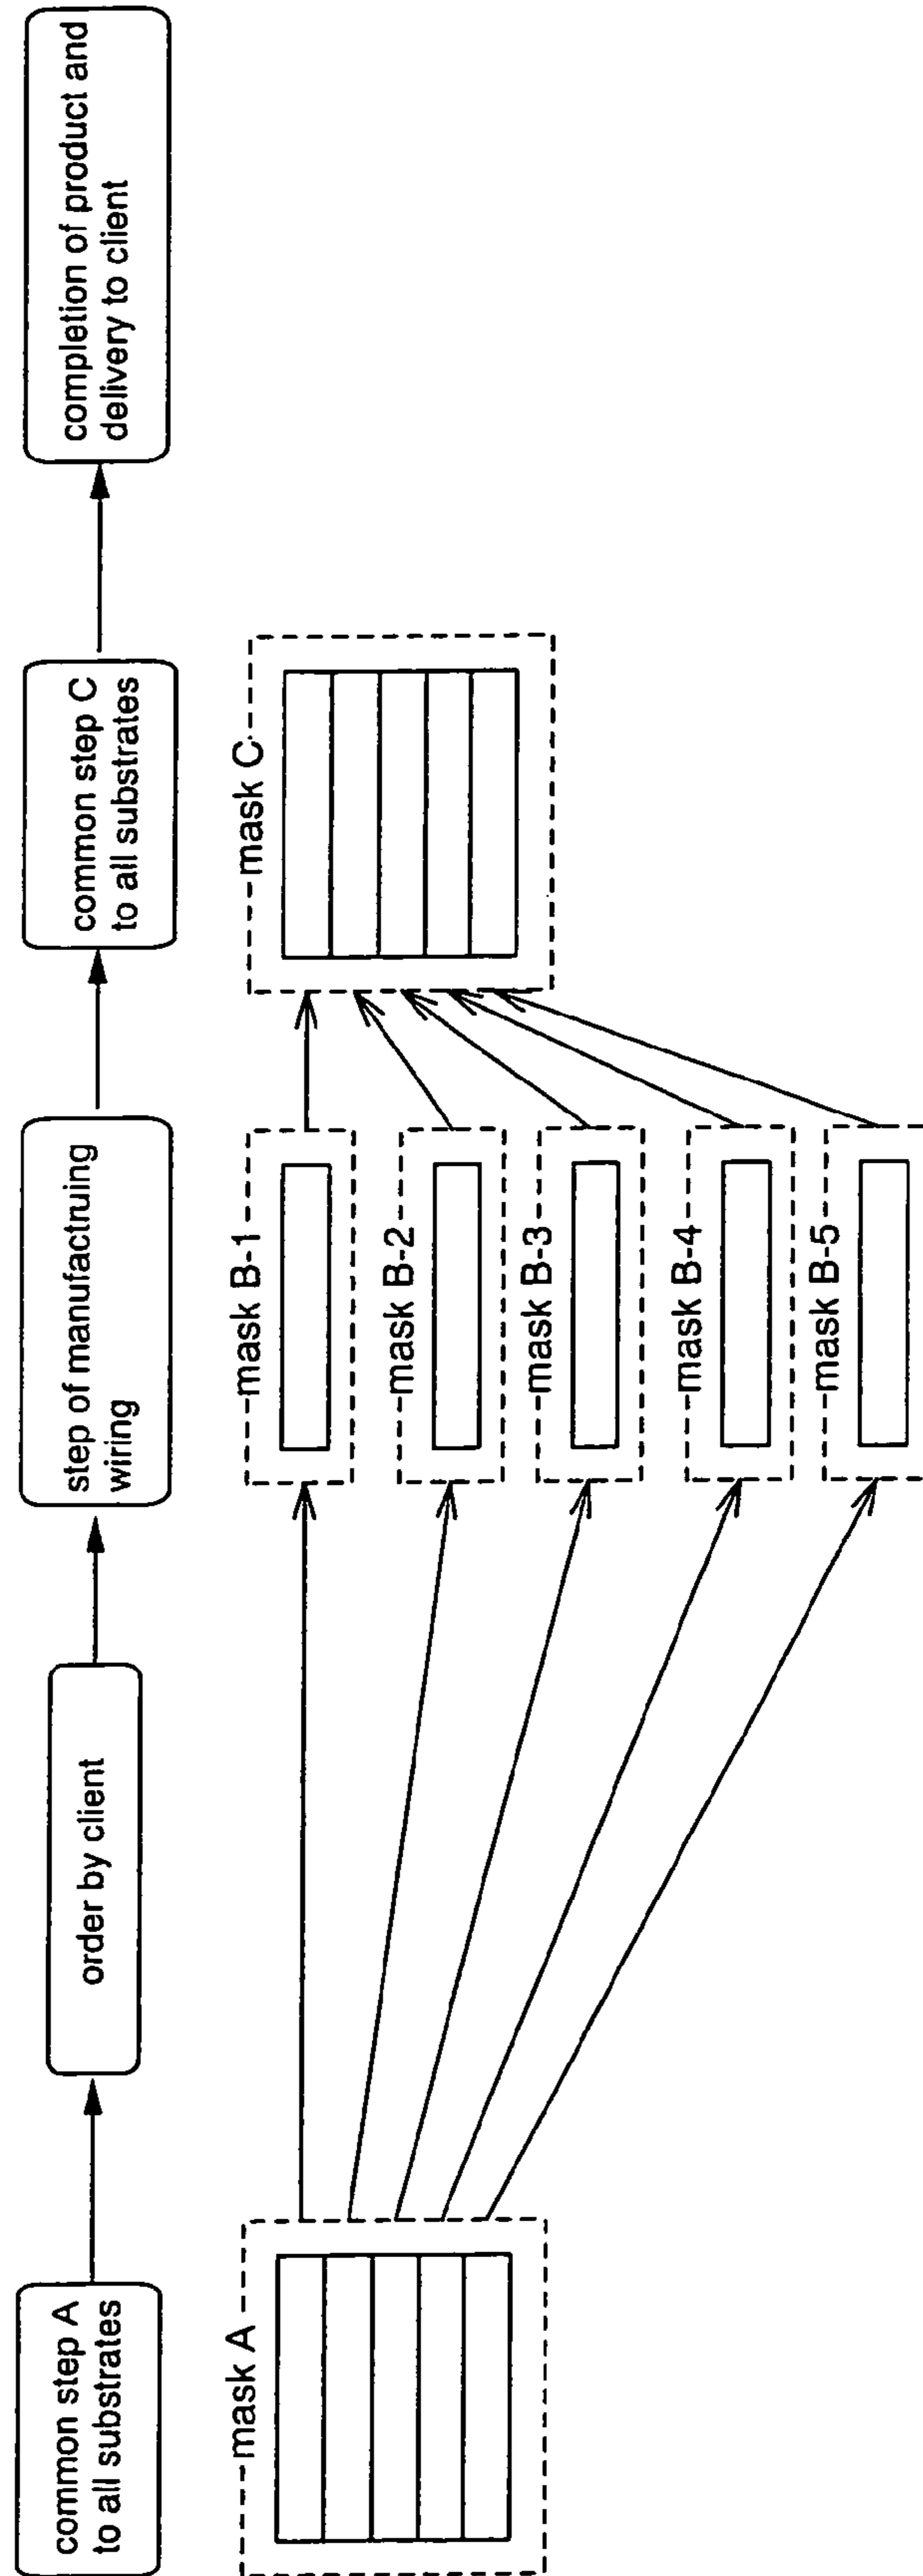 common step A
to all substrates
order by client
step of manufactruing
wiring
common step C
to all substrates
completion of product and
delivery to client
mask A
mask B-1
mask B-2
mask B-3
mask B-4
mask B-5
mask C